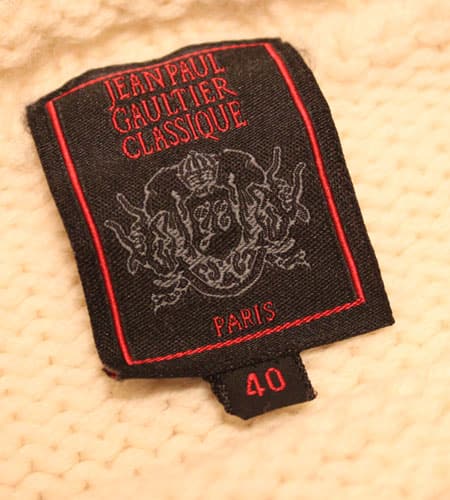 JEAN PAUL
GAULTIER
CLASSIQUE
PARIS
40